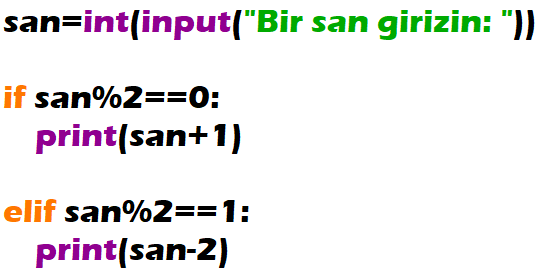 san=int(input("Bir san girizin: "))
if san%2==0:
    print(san+1)
elif san%2==1:
    print(san-2)